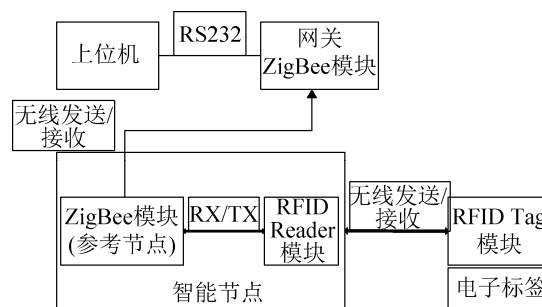 上位机
RS232
网关
ZigBee模块
无线发送/
接收
ZigBee模块
(参考节点)
RX/TX
RFID
Reader
模块
无线发送/
接收
RFID Tag
模块
智能节点
电子标签